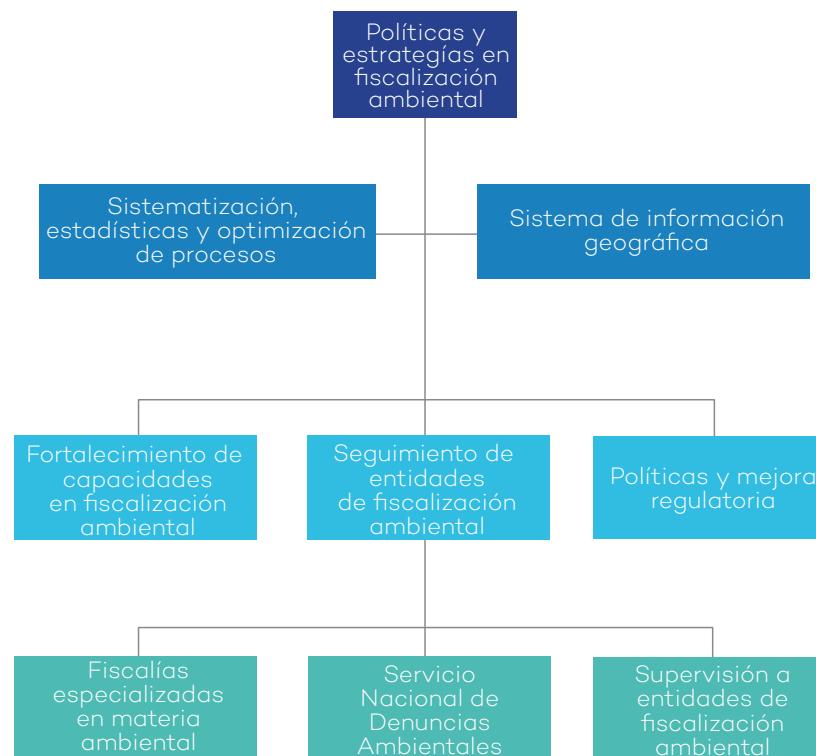 Políticas y
estrategías en
fiscalización
ambiental
Sistematización,
estadísticas y optimización
de procesos
Sistema de información
geográfica
Fortalecimiento de
capacidades
en fiscalización
ambiental
Seguimiento de
entidades
de fiscalización
ambiental
Políticas y mejora
regulatoria
Fiscalías
especializadas
en materia
ambiental
Servicio
Nacional de
Denuncias
Ambientales
Supervisión a
entidades de
fiscalización
ambiental